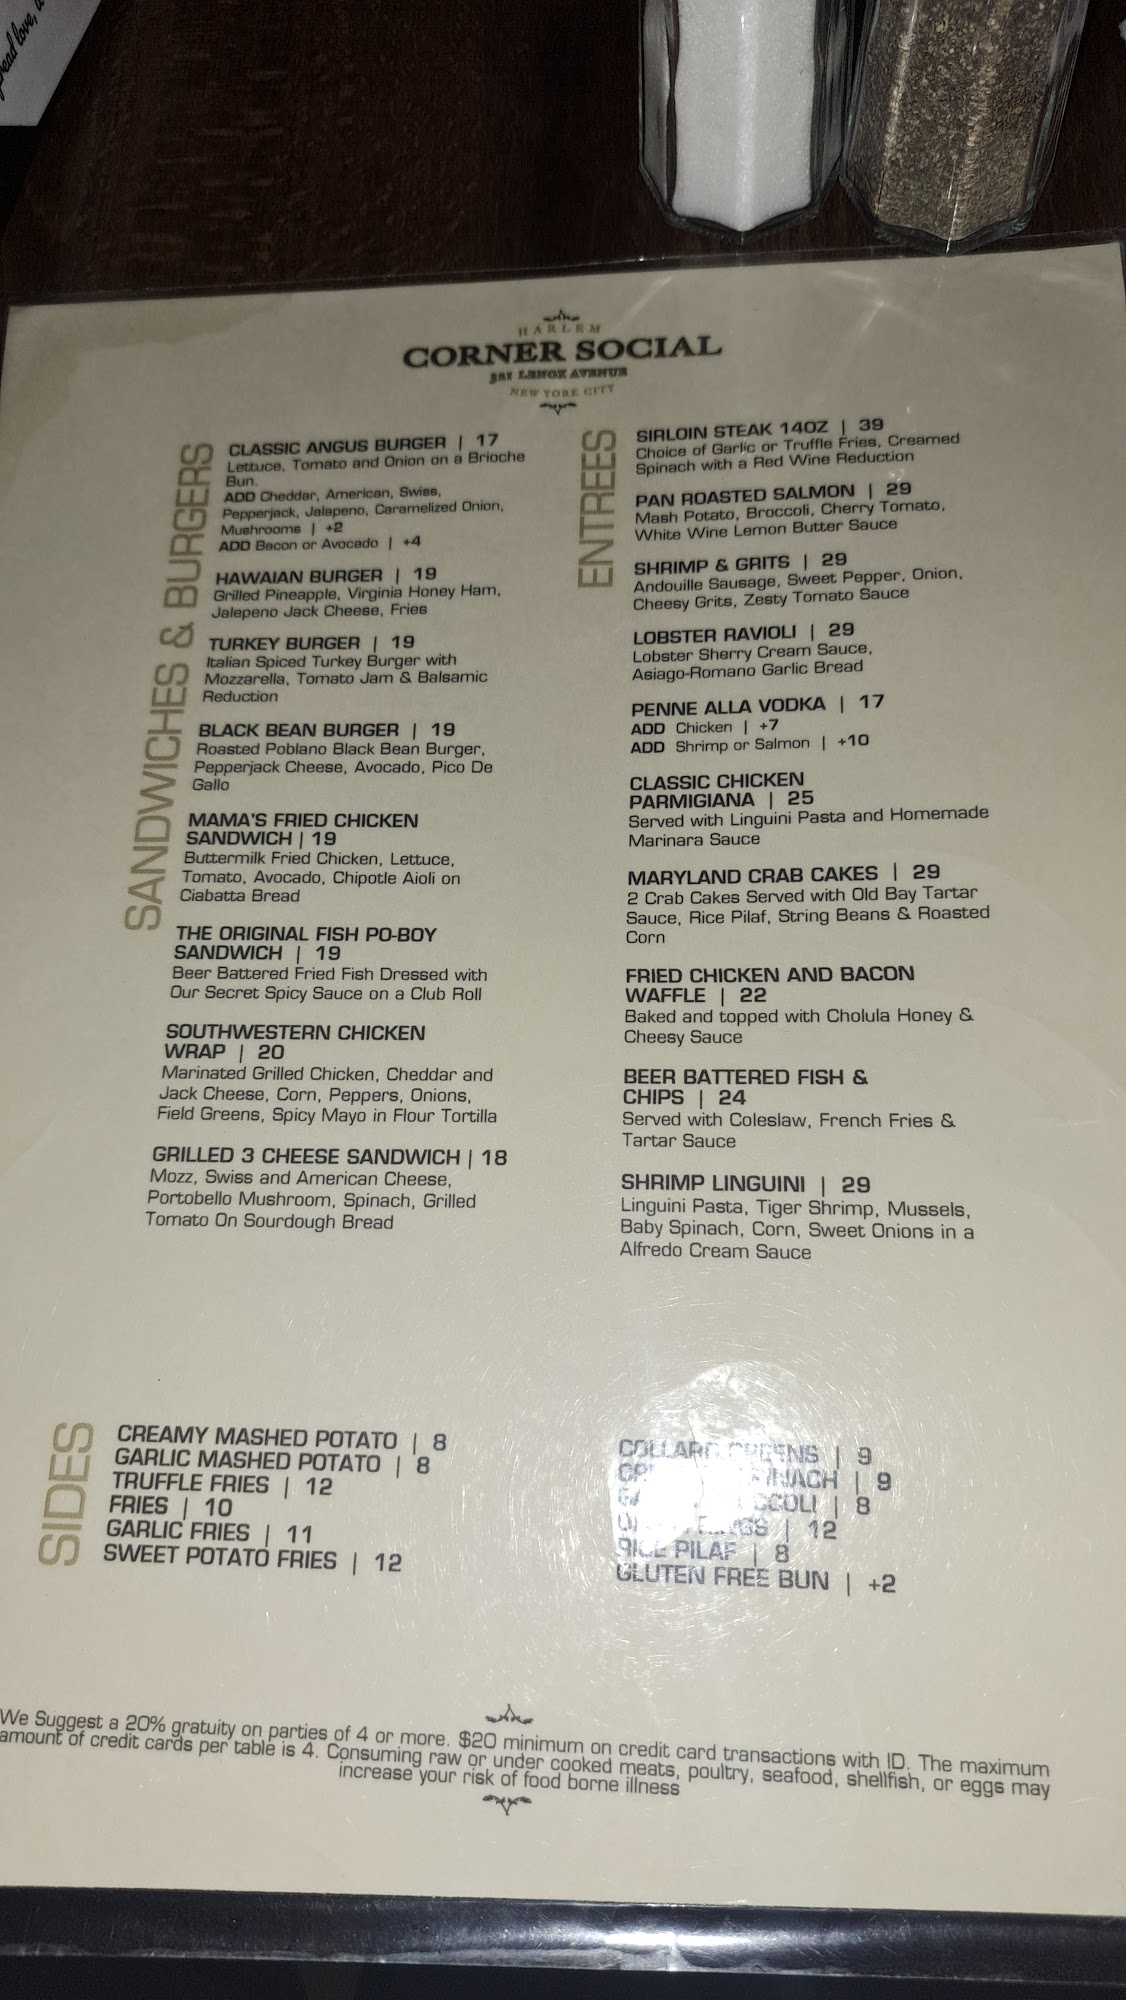 read love,
HARLEM
CORNER SOCIAL
321 LENOX AVENUE
NEW YORK CITY
SANDWICHES & BURGERS
CLASSIC ANGUS BURGER | 17
Lettuce, Tomato and Onion on a Brioche
Bun.
ADD Cheddar, American, Swiss,
Pepperjack, Jalapeno, Caramelized Onion,
Mushrooms | +2
ADD Bacon or Avocado | +4
HAWAIAN BURGER | 19
Grilled Pineapple, Virginia Honey Ham,
Jalepeno Jack Cheese, Fries
TURKEY BURGER | 19
Italian Spiced Turkey Burger with
Mozzarella, Tomato Jam & Balsamic
Reduction
BLACK BEAN BURGER | 19
Roasted Poblano Black Bean Burger,
Pepperjack Cheese, Avocado, Pico De
Gallo
MAMA'S FRIED CHICKEN
SANDWICH | 19
Buttermilk Fried Chicken, Lettuce,
Tomato, Avocado, Chipotle Aioli on
Ciabatta Bread
THE ORIGINAL FISH PO-BOY
SANDWICH | 19
Beer Battered Fried Fish Dressed with
Our Secret Spicy Sauce on a Club Roll
SOUTHWESTERN CHICKEN
WRAP | 20
Marinated Grilled Chicken, Cheddar and
Jack Cheese, Corn, Peppers, Onions,
Field Greens, Spicy Mayo in Flour Tortilla
GRILLED 3 CHEESE SANDWICH | 18
Mozz, Swiss and American Cheese,
Portobello Mushroom, Spinach, Grilled
Tomato On Sourdough Bread
ENTREES
SIRLOIN STEAK 14OZ | 39
Choice of Garlic or Truffle Fries, Creamed
Spinach with a Red Wine Reduction
PAN ROASTED SALMON | 29
Mash Potato, Broccoli, Cherry Tomato,
White Wine Lemon Butter Sauce
SHRIMP & GRITS | 29
Andouille Sausage, Sweet Pepper, Onion,
Cheesy Grits, Zesty Tomato Sauce
LOBSTER RAVIOLI | 29
Lobster Sherry Cream Sauce,
Asiago-Romano Garlic Bread
PENNE ALLA VODKA | 17
ADD Chicken | +7
ADD Shrimp or Salmon | +10
CLASSIC CHICKEN
PARMIGIANA | 25
Served with Linguini Pasta and Homemade
Marinara Sauce
MARYLAND CRAB CAKES | 29
2 Crab Cakes Served with Old Bay Tartar
Sauce, Rice Pilaf, String Beans & Roasted
Corn
FRIED CHICKEN AND BACON
WAFFLE | 22
Baked and topped with Cholula Honey &
Cheesy Sauce
BEER BATTERED FISH &
CHIPS | 24
Served with Coleslaw, French Fries &
Tartar Sauce
SHRIMP LINGUINI | 29
Linguini Pasta, Tiger Shrimp, Mussels,
Baby Spinach, Corn, Sweet Onions in a
Alfredo Cream Sauce
SIDES
CREAMY MASHED POTATO | 8
GARLIC MASHED POTATO | 8
TRUFFLE FRIES | 12
FRIES | 10
GARLIC FRIES | 11
SWEET POTATO FRIES | 12
COLLARD GREENS | 9
SPINACH | 9
BROCCOLI | 8
RINGS | 12
RICE PILAF | 8
GLUTEN FREE BUN | +2
We Suggest a 20% gratuity on parties of 4 or more. $20 minimum on credit card transactions with ID. The maximum
amount of credit cards per table is 4. Consuming raw or under cooked meats, poultry, seafood, shellfish, or eggs may
increase your risk of food borne illness